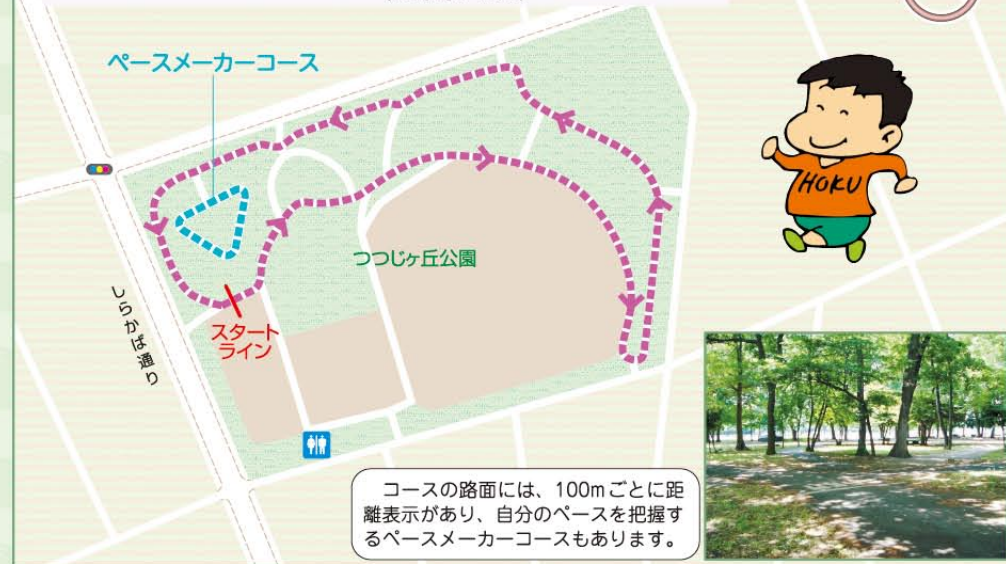 ペースメーカーコース
HOKU
つつじヶ丘公園
しらかば通り
スタート
ライン
コースの路面には、100mごとに距
離表示があり、自分のペースを把握す
るペースメーカーコースもあります。